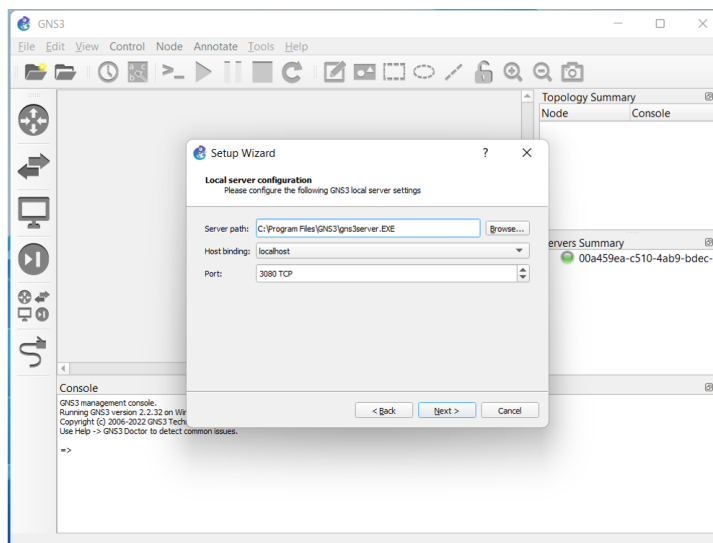 GNS3
File Edit View Control Node Annotate Tools Help
Topology Summary
Node Console
Setup Wizard
?
Local server configuration
Please configure the following GNS3 local server settings
Server path: C:\Program Files\GNS3\gns3server.EXE Browse...
Host binding: localhost
Port: 3080 TCP
ervers Summary
00a459ea-c510-4ab9-bdec-
< Back Next > Cancel
Console
GNS3 management console.
Running GNS3 version 2.2.32 on Wi
Copyright (c) 2006-2022 GNS3 Tech
Use Help -> GNS3 Doctor to detect common issues.
=>